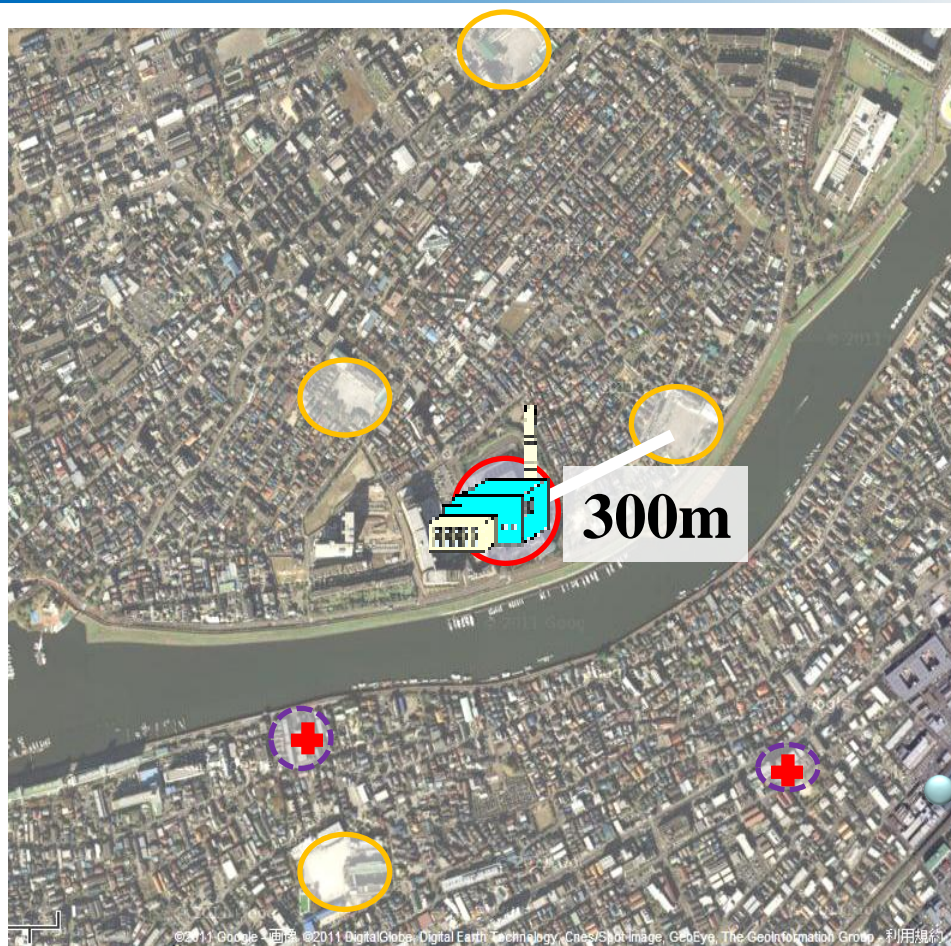 300m
©2011 Google - 画像 ©2011 DigitalGlobe, Digital Earth Technology, Cnes/Spot Image, GeoEye, The GeoInformation Group - 利用規約